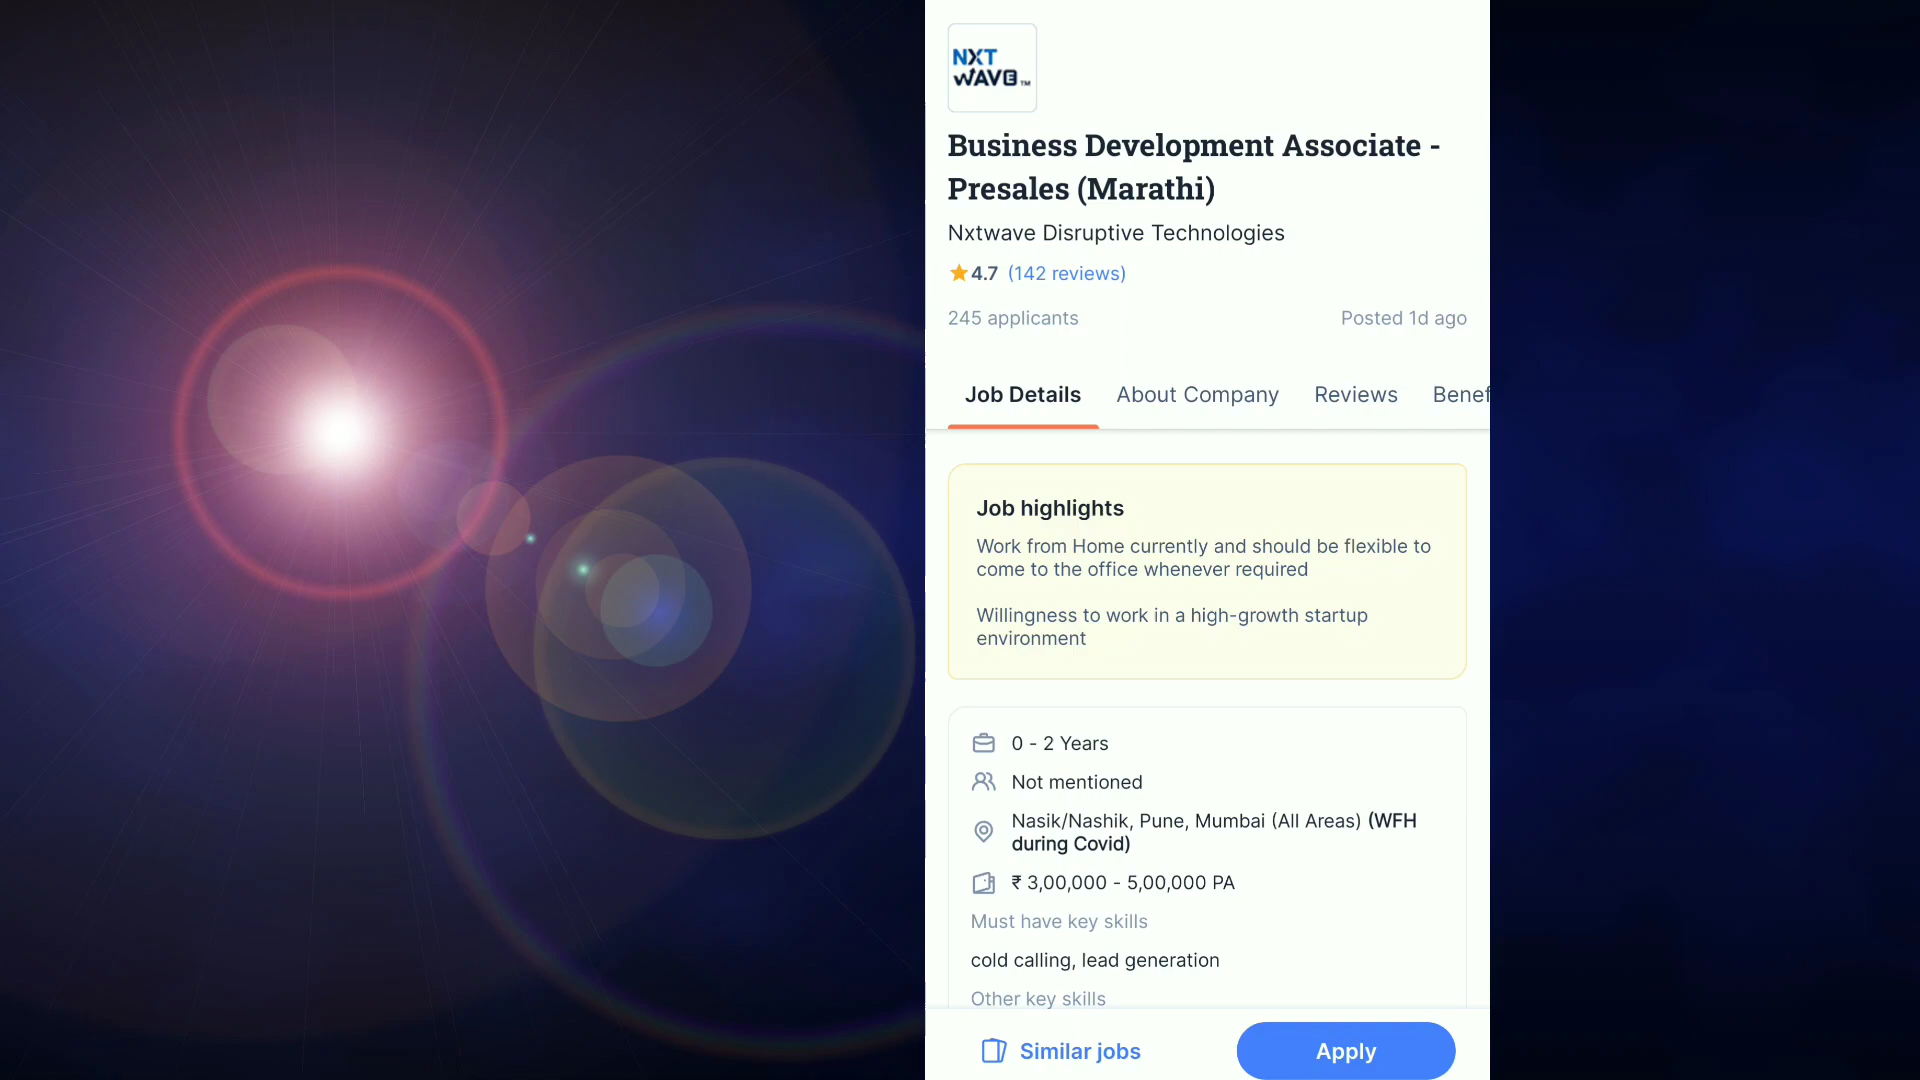 NXT
WAVE™
Business Development Associate -
Presales (Marathi)
Nxtwave Disruptive Technologies
4.7 (142 reviews)
245 applicants Posted 1d ago
Job Details About Company Reviews Benef
Job highlights
Work from Home currently and should be flexible to
come to the office whenever required
Willingness to work in a high-growth startup
environment
0 - 2 Years
Not mentioned
Nasik/Nashik, Pune, Mumbai (All Areas) (WFH
during Covid)
₹ 3,00,000 - 5,00,000 PA
Must have key skills
cold calling, lead generation
Other key skills
Similar jobs Apply